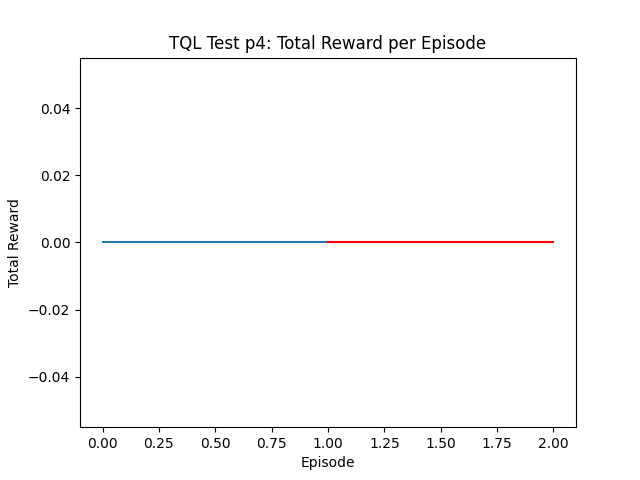 TQL Test p4: Total Reward per Episode
Total Reward
0.04
0.02
0.00
−0.02
−0.04
0.00 0.25 0.50 0.75 1.00 1.25 1.50 1.75 2.00
Episode